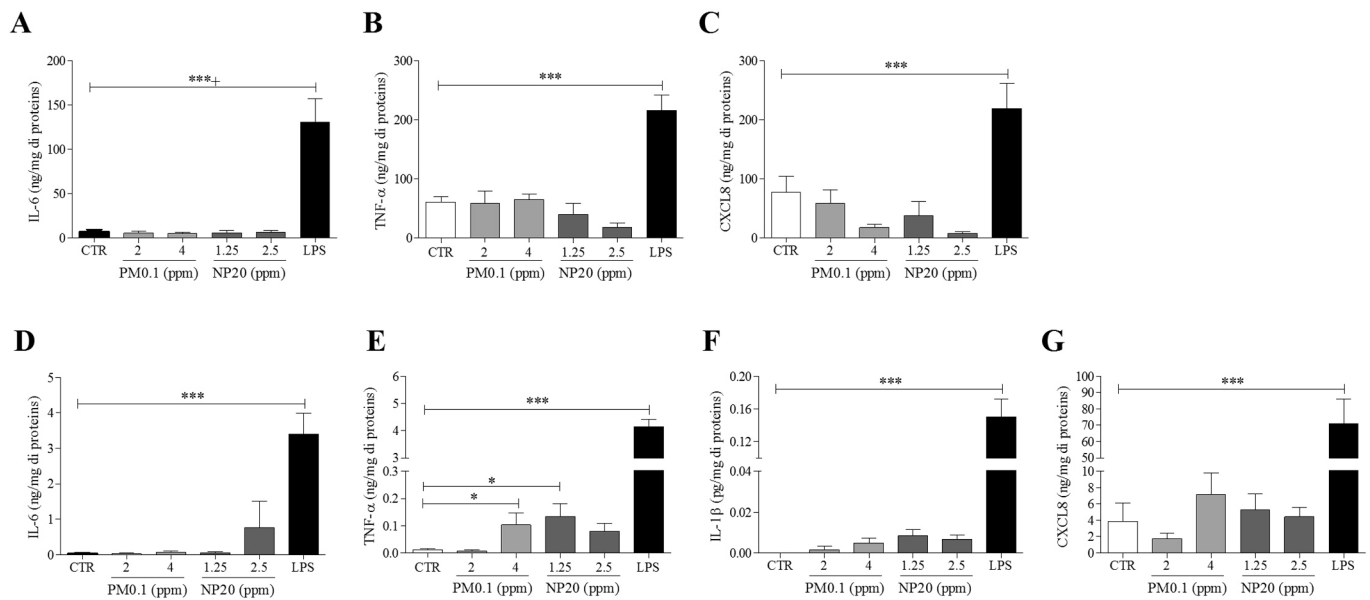 A
IL-6 (ng/mg di proteins)
200
150
100
50
0
***
CTR 2 4 1.25 2.5 LPS
PM0.1 (ppm) NP20 (ppm)
B
TNF-α (ng/mg di proteins)
300
200
100
0
***
CTR 2 4 1.25 2.5 LPS
PM0.1 (ppm) NP20 (ppm)
C
CXCL8 (ng/mg di proteins)
300
200
100
0
***
CTR 2 4 1.25 2.5 LPS
PM0.1 (ppm) NP20 (ppm)
D
IL-6 (ng/mg di proteins)
5
4
3
2
1
0
***
CTR 2 4 1.25 2.5 LPS
PM0.1 (ppm) NP20 (ppm)
E
TNF-α (ng/mg di proteins)
6
5
4
3
0.3
0.2
0.1
0.0
***
*
*
CTR 2 4 1.25 2.5 LPS
PM0.1 (ppm) NP20 (ppm)
F
IL-1β (pg/mg di proteins)
0.20
0.16
0.12
0.04
0.02
0.00
***
CTR 2 4 1.25 2.5 LPS
PM0.1 (ppm) NP20 (ppm)
G
CXCL8 (ng/mg di proteins)
100
90
80
70
60
50
10
8
6
4
2
0
***
CTR 2 4 1.25 2.5 LPS
PM0.1 (ppm) NP20 (ppm)